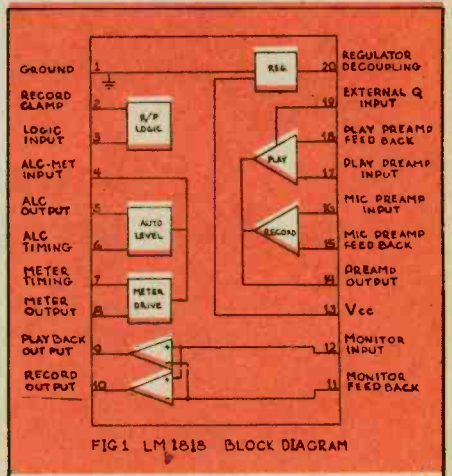 GROUND
1
RECORD
CLAMP
2
LOGIC
INPUT
3
ALC-MET
INPUT
4
ALC
OUTPUT
5
ALC
TIMING
6
METER
TIMING
7
METER
OUTPUT
8
PLAYBACK
OUTPUT
9
RECORD
OUTPUT
10
R/P
LOGIC
AUTO
LEVEL
METER
DRIVE
REG
PLAY
RECORD
REGULATOR
20
DECOUPLING
EXTERNAL Q
19
INPUT
18
PLAY PREAMP
FEED BACK
17
PLAY PREAMP
INPUT
16
MIC PREAMP
INPUT
15
MIC PREAMP
FEED BACK
14
PREAMP
OUTPUT
13
Vcc
12
MONITOR
INPUT
11
MONITOR
FEED BACK
FIG 1 LM 1818 BLOCK DIAGRAM